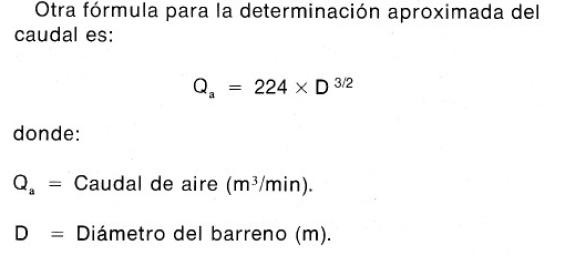 Otra fórmula para la determinación aproximada del
caudal es:
Qₐ = 224 × D ³/²
donde:
Qₐ = Caudal de aire (m³/min).
D = Diámetro del barreno (m).